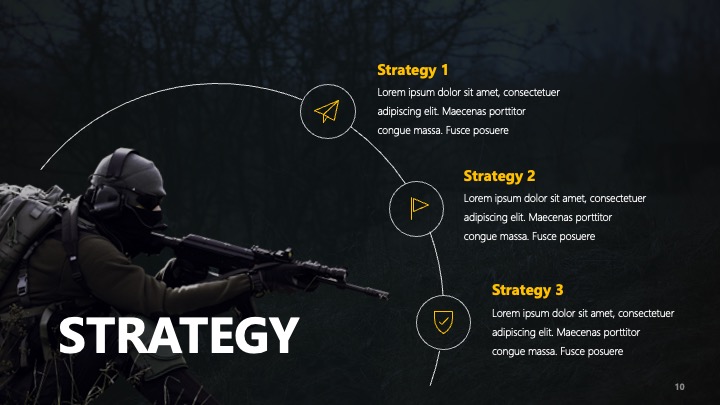 Strategy 1
Lorem ipsum dolor sit amet, consectetuer
adipiscing elit. Maecenas porttitor
congue massa. Fusce posuere
Strategy 2
Lorem ipsum dolor sit amet, consectetuer
adipiscing elit. Maecenas porttitor
congue massa. Fusce posuere
Strategy 3
Lorem ipsum dolor sit amet, consectetuer
adipiscing elit. Maecenas porttitor
congue massa. Fusce posuere
STRATEGY
10